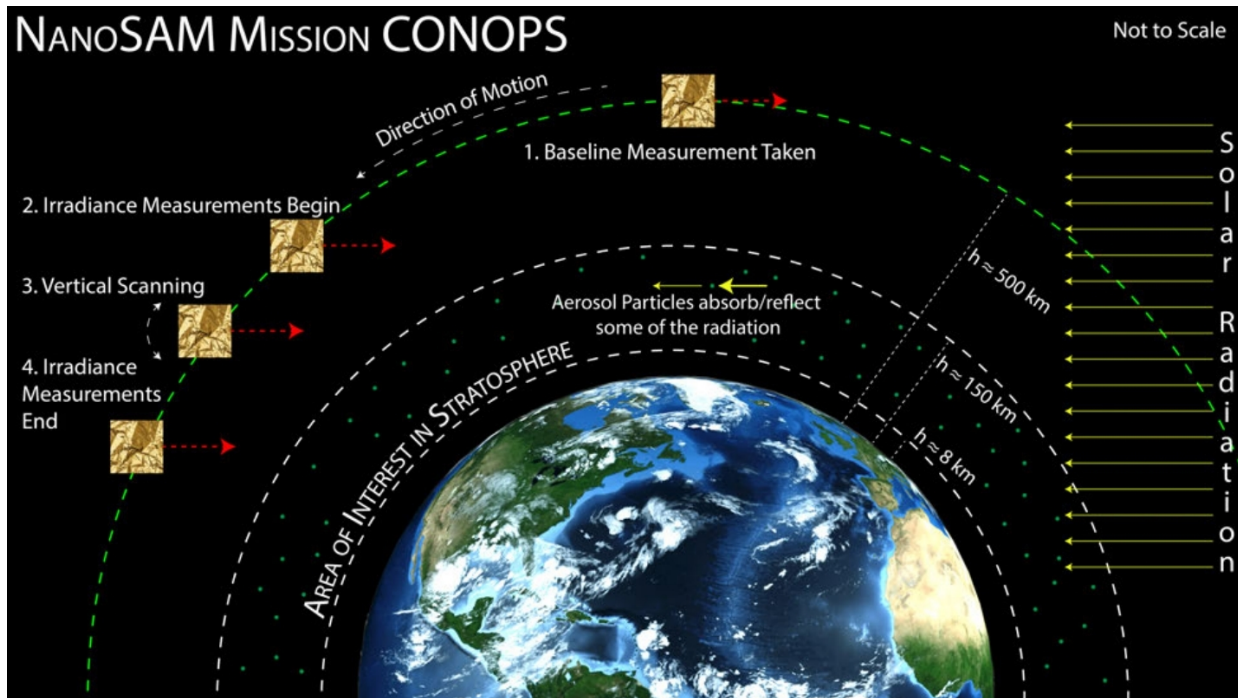 NanoSAM Mission CONOPS
Not to Scale
Direction of Motion
1. Baseline Measurement Taken
2. Irradiance Measurements Begin
3. Vertical Scanning
4. Irradiance
Measurements
End
Aerosol Particles absorb/reflect
some of the radiation
Area of Interest in Stratosphere
h ≈ 500 km
h ≈ 150 km
h ≈ 8 km
Solar Radiation